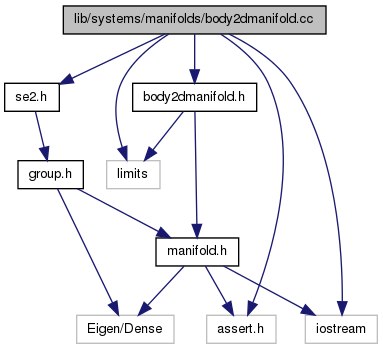 lib/systems/manifolds/body2dmanifold.cc
se2.h
body2dmanifold.h
group.h
limits
manifold.h
Eigen/Dense
assert.h
iostream